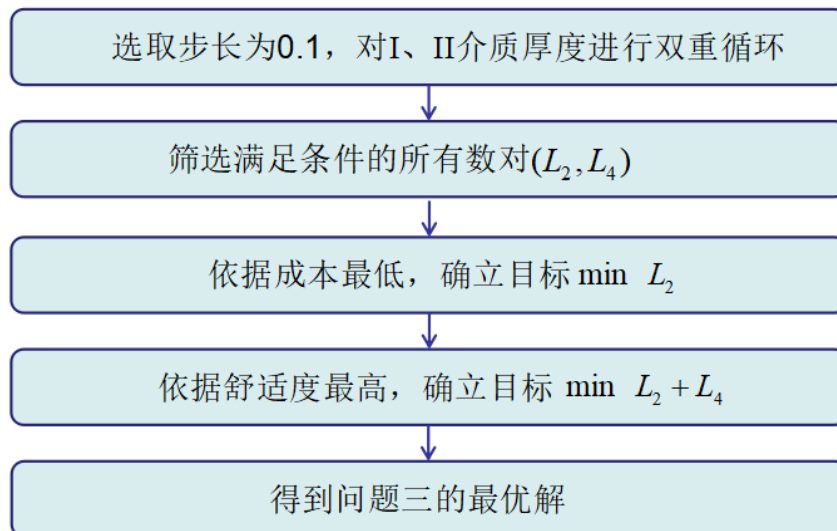 选取步长为0.1，对I、II介质厚度进行双重循环
筛选满足条件的所有数对(L₂,L₄)
依据成本最低，确立目标 min L₂
依据舒适度最高，确立目标 min L₂+L₄
得到问题三的最优解